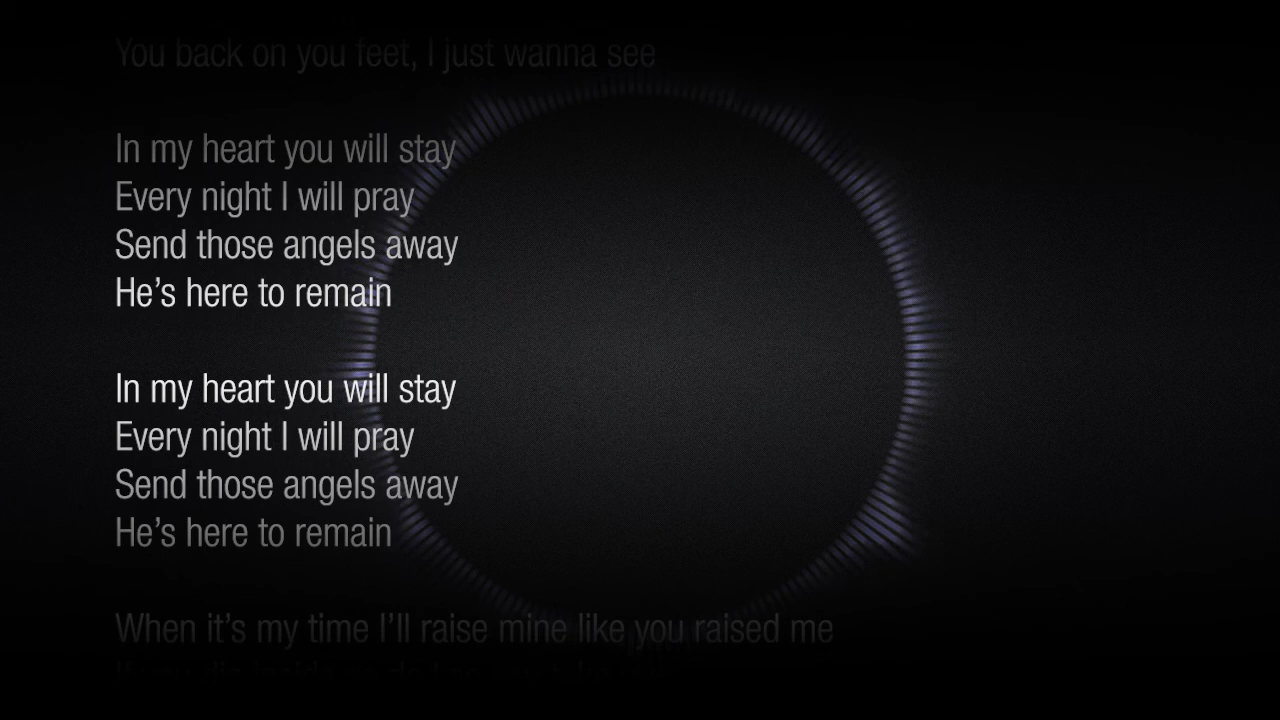 You back on you feet, I just wanna see
In my heart you will stay
Every night I will pray
Send those angels away
He’s here to remain
In my heart you will stay
Every night I will pray
Send those angels away
He’s here to remain
When it’s my time I’ll raise mine like you raised me